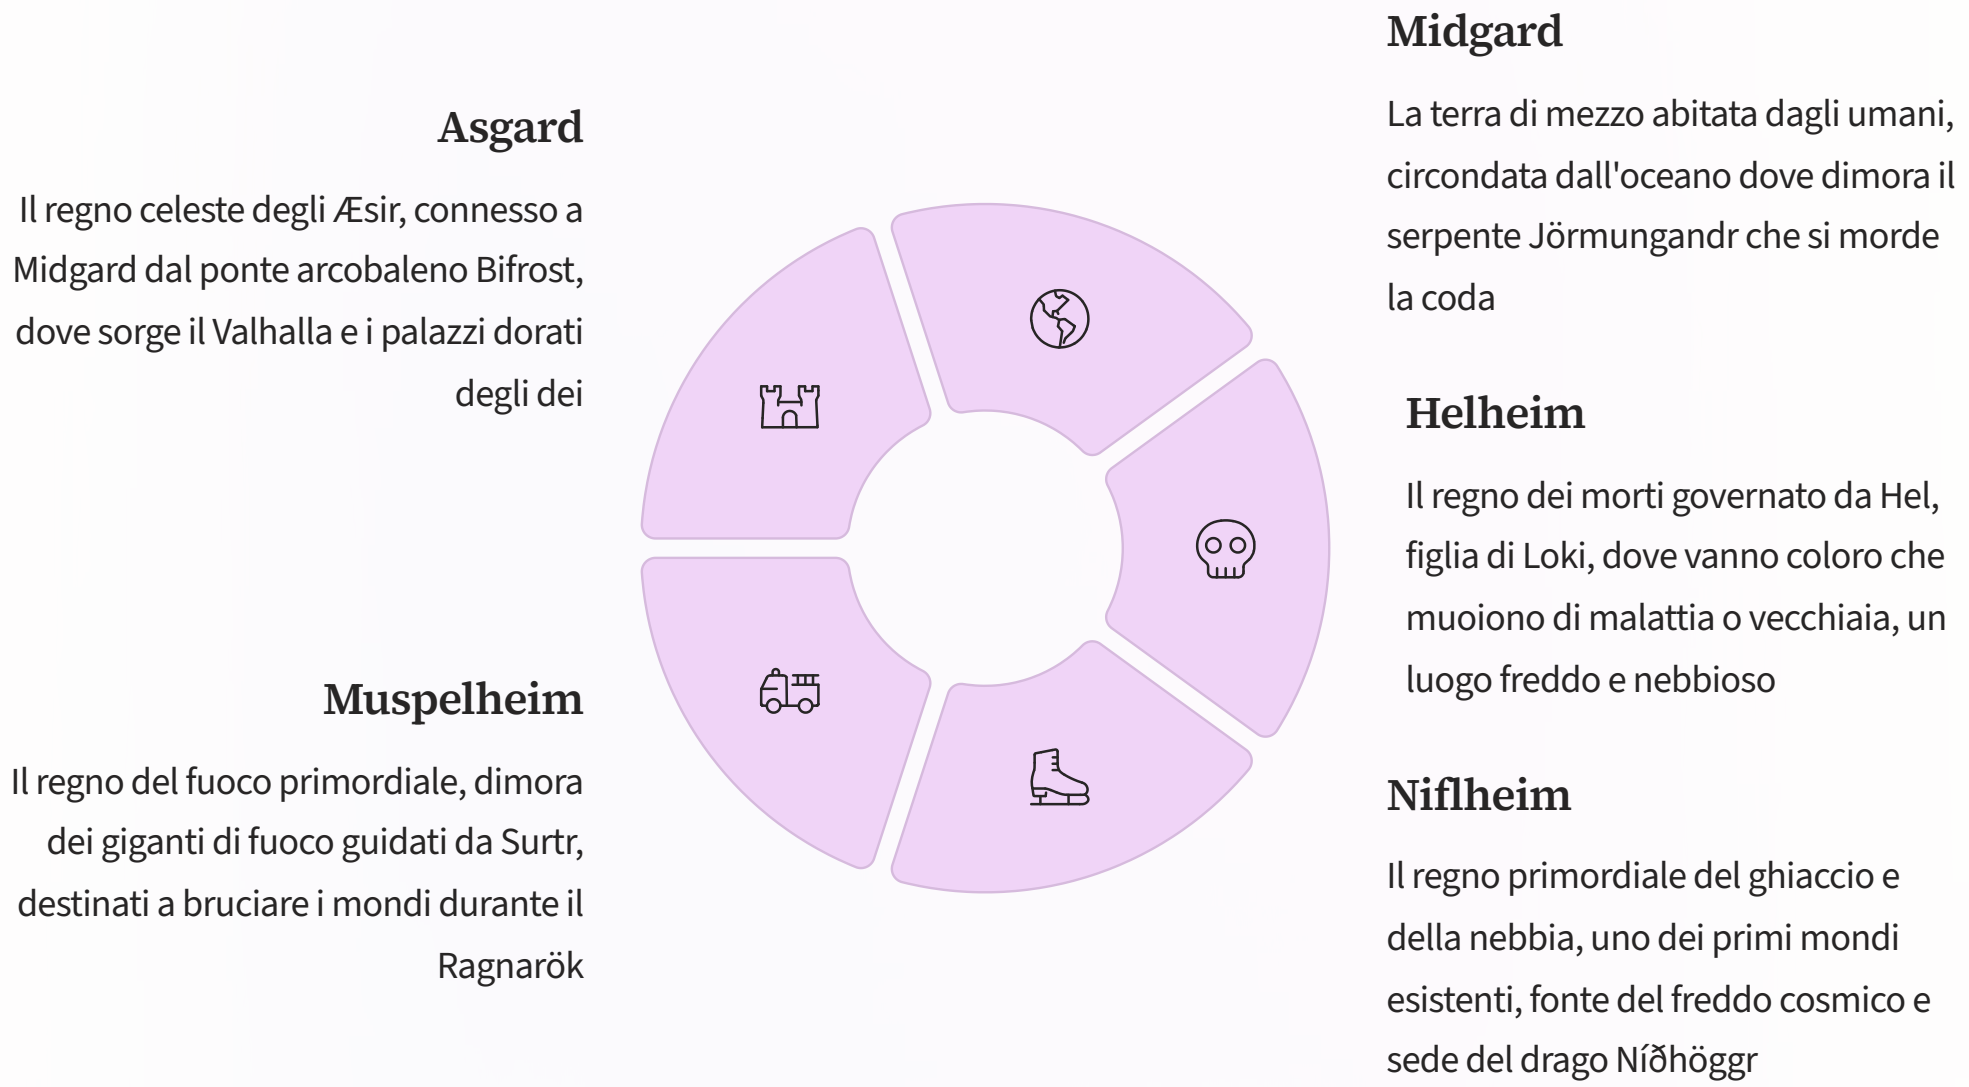 Asgard
Il regno celeste degli Æsir, connesso a
Midgard dal ponte arcobaleno Bifrost,
dove sorge il Valhalla e i palazzi dorati
degli dei
Midgard
La terra di mezzo abitata dagli umani,
circondata dall'oceano dove dimora il
serpente Jörmungandr che si morde
la coda
Helheim
Il regno dei morti governato da Hel,
figlia di Loki, dove vanno coloro che
muoiono di malattia o vecchiaia, un
luogo freddo e nebbioso
Niflheim
Il regno primordiale del ghiaccio e
della nebbia, uno dei primi mondi
esistenti, fonte del freddo cosmico e
sede del drago Níðhöggr
Muspelheim
Il regno del fuoco primordiale, dimora
dei giganti di fuoco guidati da Surtr,
destinati a bruciare i mondi durante il
Ragnarök